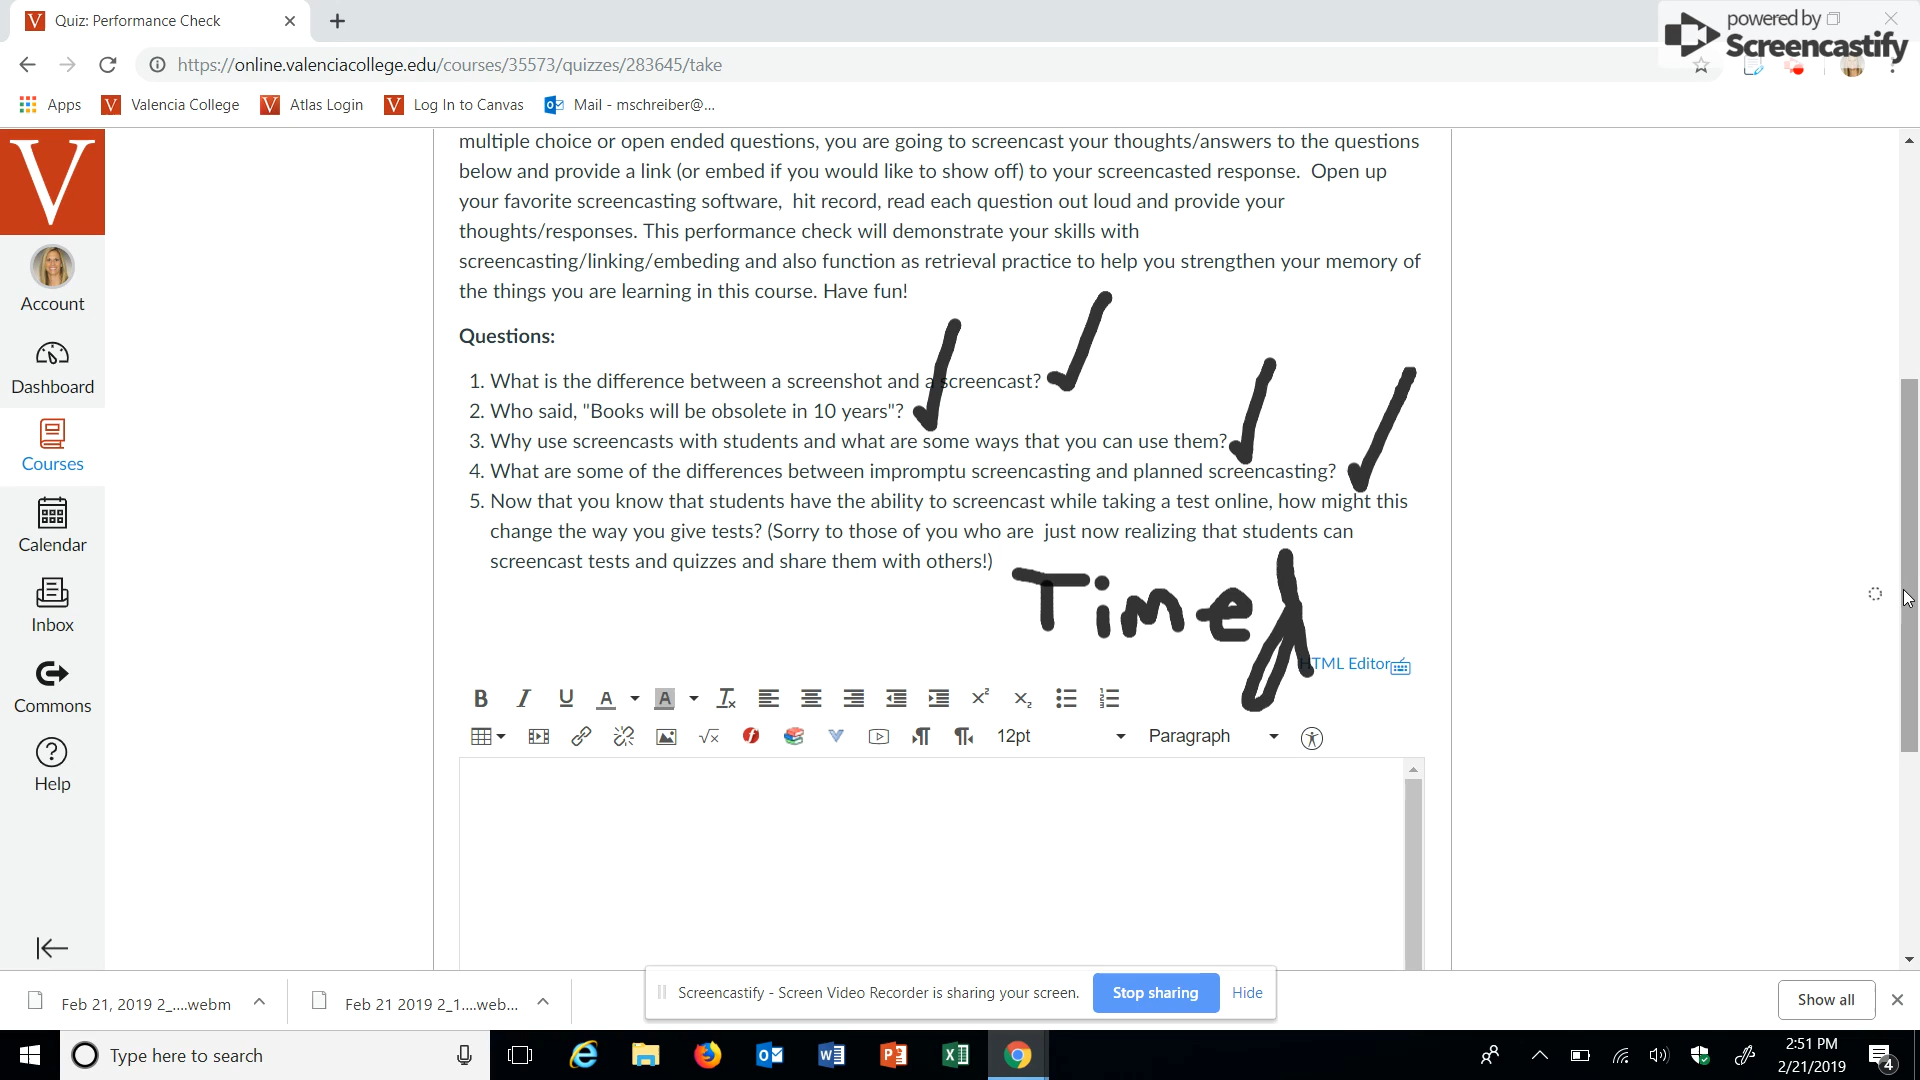 Quiz: Performance Check
powered by
Screencastify
https://online.valenciacollege.edu/courses/35573/quizzes/283645/take
Apps
Valencia College
Atlas Login
Log In to Canvas
Mail - mschreiber@...
V
Account
Dashboard
Courses
Calendar
Inbox
Commons
Help
multiple choice or open ended questions, you are going to screencast your thoughts/answers to the questions
below and provide a link (or embed if you would like to show off) to your screencasted response. Open up
your favorite screencasting software, hit record, read each question out loud and provide your
thoughts/responses. This performance check will demonstrate your skills with
screencasting/linking/embeding and also function as retrieval practice to help you strengthen your memory of
the things you are learning in this course. Have fun!
Questions:
1. What is the difference between a screenshot and a screencast?
2. Who said, "Books will be obsolete in 10 years"?
3. Why use screencasts with students and what are some ways that you can use them?
4. What are some of the differences between impromptu screencasting and planned screencasting?
5. Now that you know that students have the ability to screencast while taking a test online, how might this
change the way you give tests? (Sorry to those of you who are just now realizing that students can
screencast tests and quizzes and share them with others!)
Timed
HTML Editor
12pt
Paragraph
Feb 21, 2019 2_....webm
Feb 21 2019 2_1....web...
Screencastify - Screen Video Recorder is sharing your screen.
Stop sharing
Hide
Show all
Type here to search
2:51 PM
2/21/2019
4